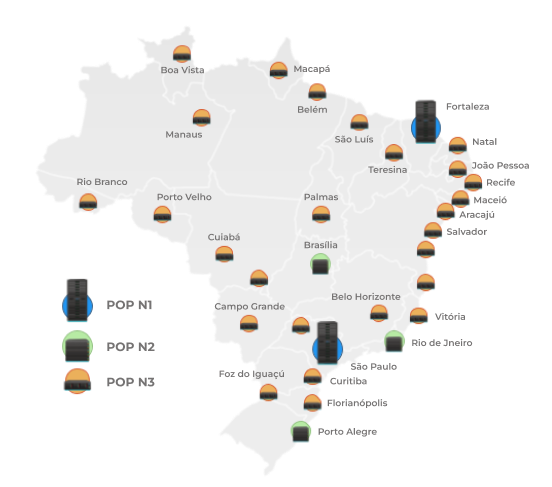 Boa Vista
Macapá
Belém
Fortaleza
Manaus
São Luís
Natal
Teresina
João Pessoa
Rio Branco
Recife
Porto Velho
Palmas
Maceió
Aracajú
Salvador
Cuiabá
Brasília
Belo Horizonte
POP N1
Campo Grande
Vitória
POP N2
Rio de Jneiro
São Paulo
Foz do Iguaçú
POP N3
Curitiba
Florianópolis
Porto Alegre